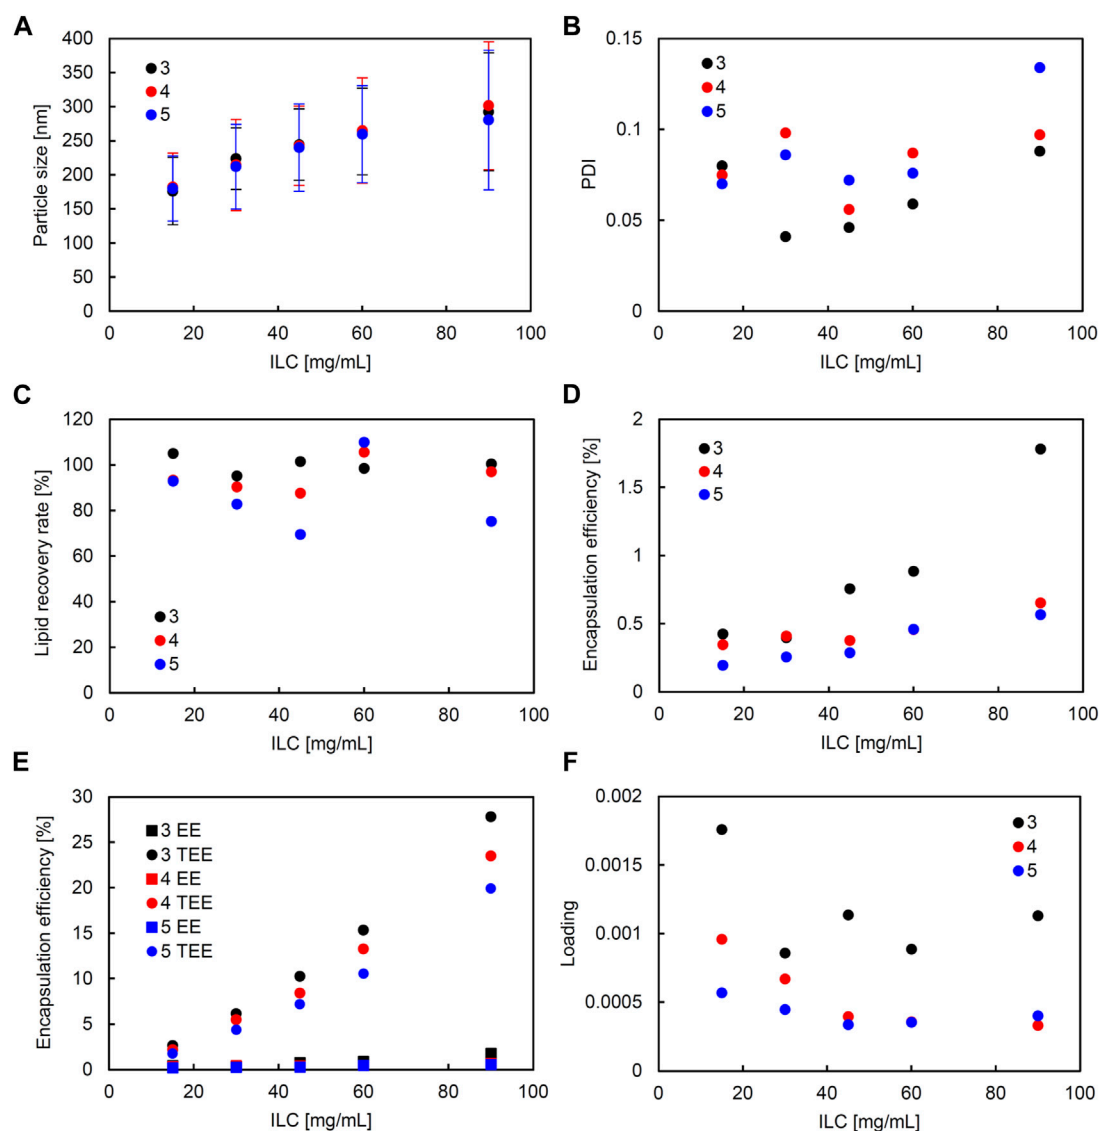 A
400
350
300
250
200
150
100
50
0
Particle size [nm]
3
4
5
0 20 40 60 80 100
ILC [mg/mL]
B
0.15
0.1
0.05
0
PDI
3
4
5
0 20 40 60 80 100
ILC [mg/mL]
C
120
100
80
60
40
20
0
Lipid recovery rate [%]
3
4
5
0 20 40 60 80 100
ILC [mg/mL]
D
2
1.5
1
0.5
0
Encapsulation efficiency [%]
3
4
5
0 20 40 60 80 100
ILC [mg/mL]
E
30
25
20
15
10
5
0
Encapsulation efficiency [%]
3 EE
3 TEE
4 EE
4 TEE
5 EE
5 TEE
0 20 40 60 80 100
ILC [mg/mL]
F
0.002
0.0015
0.001
0.0005
0
Loading
3
4
5
0 20 40 60 80 100
ILC [mg/mL]